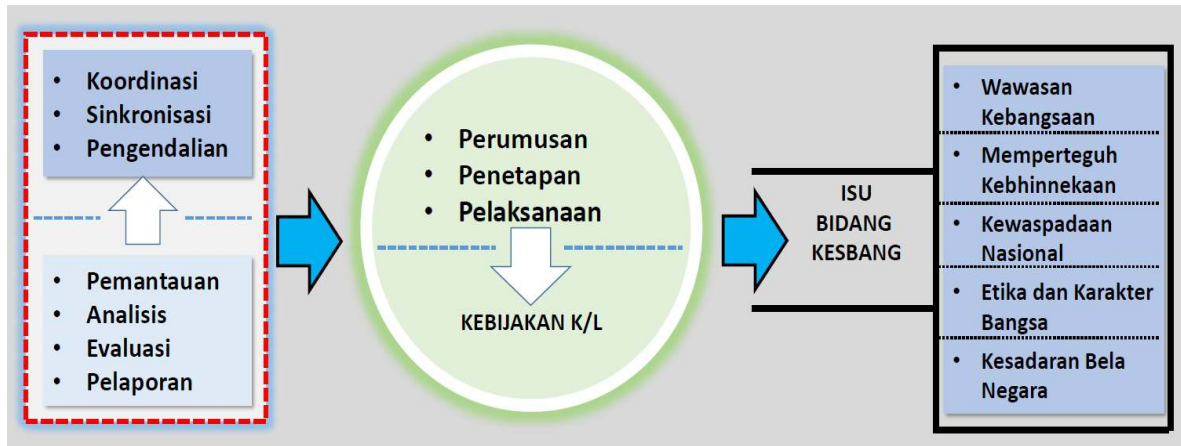 • Koordinasi
• Sinkronisasi
• Pengendalian
• Pemantauan
• Analisis
• Evaluasi
• Pelaporan
• Perumusan
• Penetapan
• Pelaksanaan
KEBIJAKAN K/L
ISU
BIDANG
KESBANG
• Wawasan
Kebangsaan
• Memperteguh
Kebhinnekaan
• Kewaspadaan
Nasional
• Etika dan Karakter
Bangsa
• Kesadaran Bela
Negara